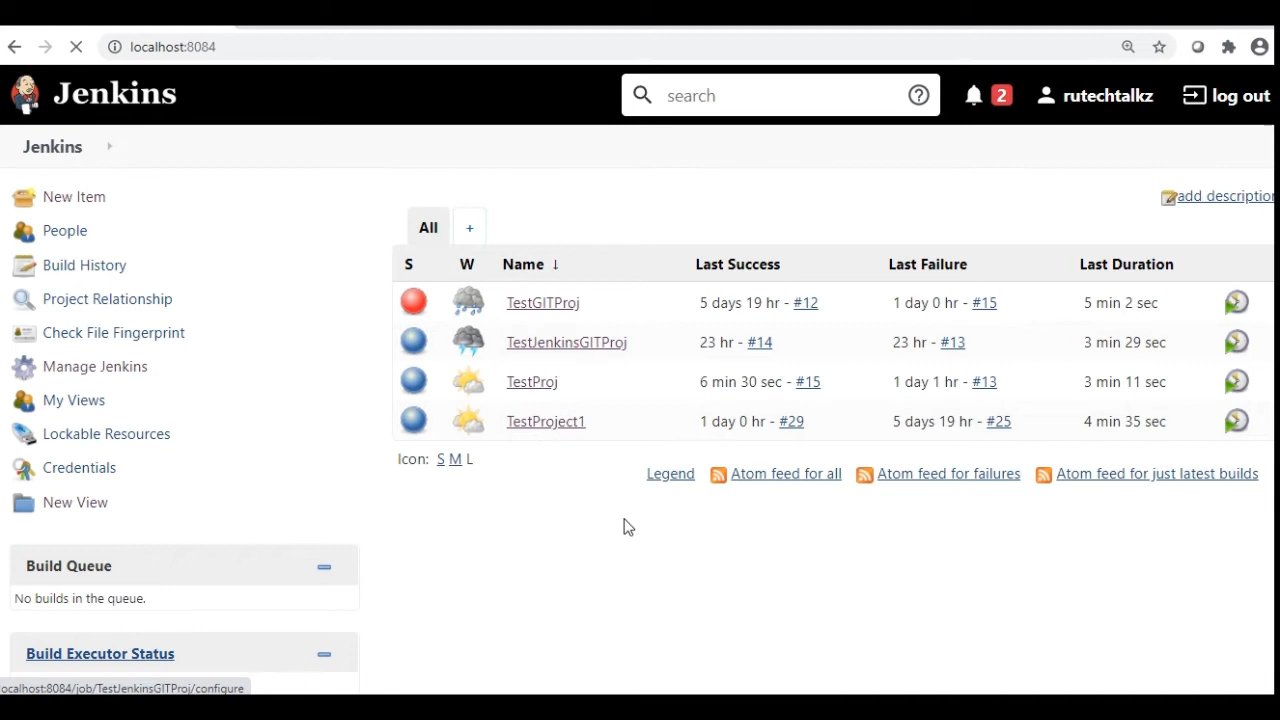 localhost:8084
Jenkins
search
2
rutechtalkz
log out
Jenkins
New Item
People
Build History
Project Relationship
Check File Fingerprint
Manage Jenkins
My Views
Lockable Resources
Credentials
New View
add description
All
+
S W Name ↓ Last Success Last Failure Last Duration
TestGITProj 5 days 19 hr - #12 1 day 0 hr - #15 5 min 2 sec
TestJenkinsGITProj 23 hr - #14 23 hr - #13 3 min 29 sec
TestProj 6 min 30 sec - #15 1 day 1 hr - #13 3 min 11 sec
TestProject1 1 day 0 hr - #29 5 days 19 hr - #25 4 min 35 sec
Icon: S M L
Legend Atom feed for all Atom feed for failures Atom feed for just latest builds
Build Queue
No builds in the queue.
Build Executor Status
ocalhost:8084/job/TestJenkinsGITProj/configure